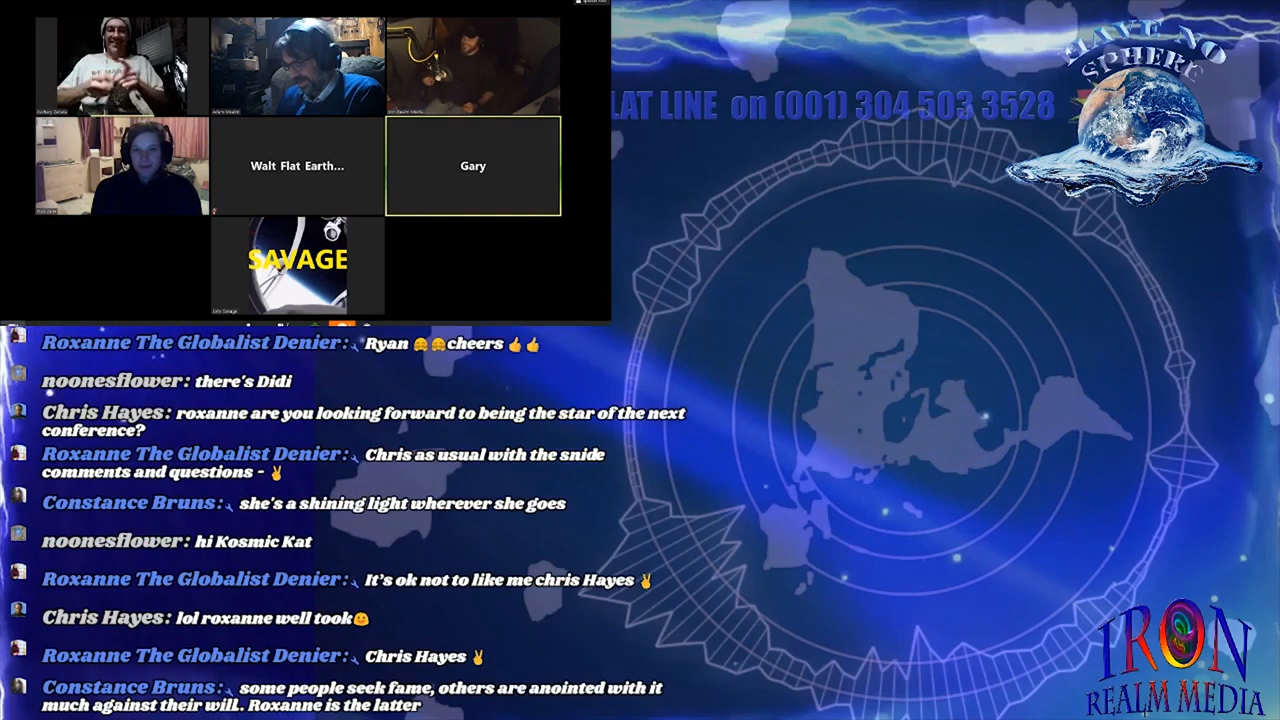 HAVE NO
SPHERE
LAT LINE on (001) 304 503 3528
Walt Flat Earth...
Gary
SAVAGE
John Savage
Roxanne The Globalist Denier: Ryan 🙈🙈cheers 👍👍
noonesflower: there's Didi
Chris Hayes: roxanne are you looking forward to being the star of the next
conference?
Roxanne The Globalist Denier: Chris as usual with the snide
comments and questions - ✌
Constance Bruns: she's a shining light wherever she goes
noonesflower: hi Kosmic Kat
Roxanne The Globalist Denier: It's ok not to like me chris Hayes ✌
Chris Hayes: lol roxanne well took😊
Roxanne The Globalist Denier: Chris Hayes ✌
Constance Bruns: some people seek fame, others are anointed with it
much against their will.. Roxanne is the latter
IRON
REALM MEDIA